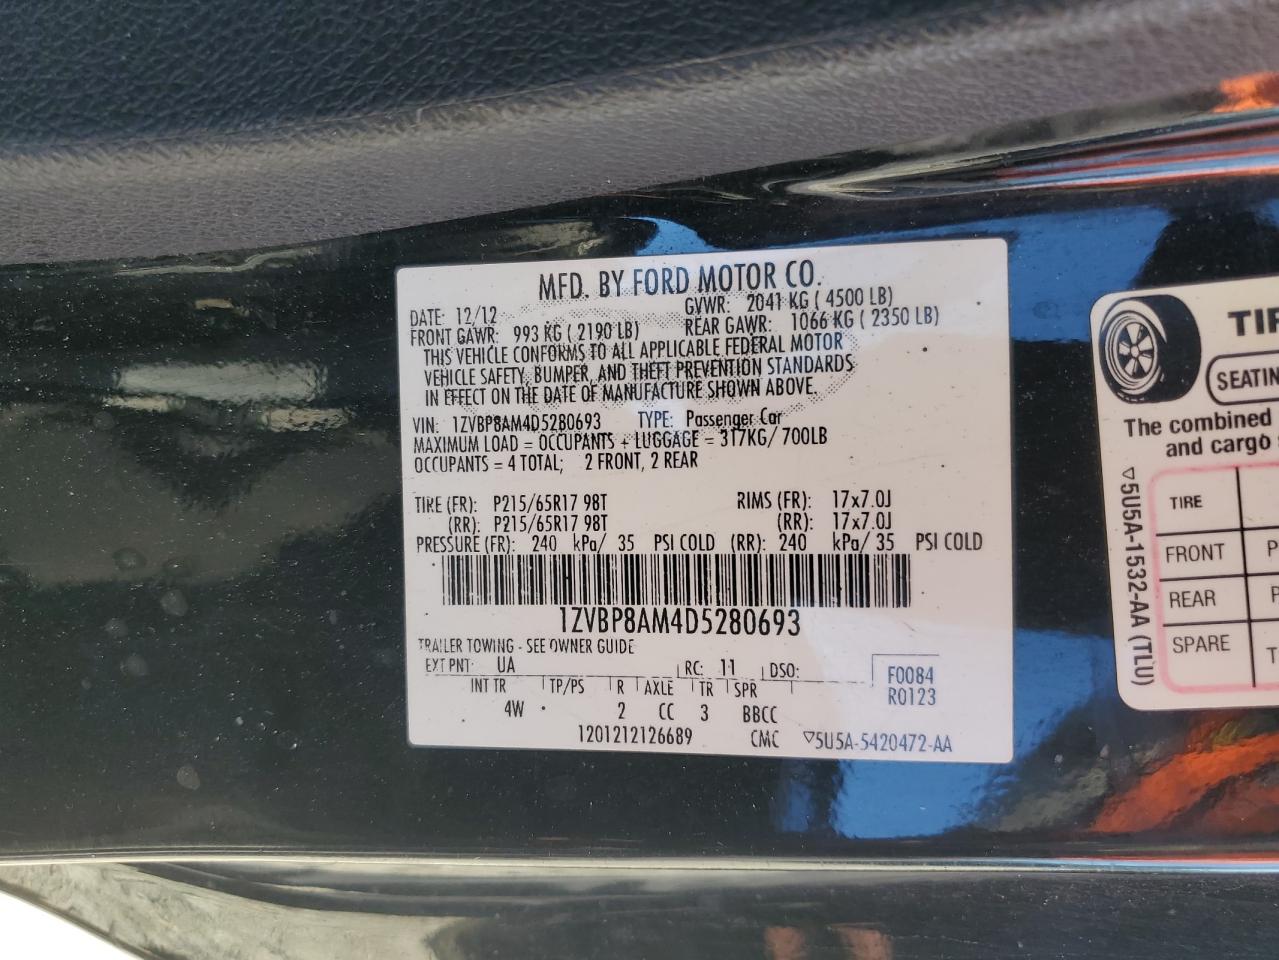 MFD. BY FORD MOTOR CO.
DATE: 12/12 GVWR: 2041 KG ( 4500 LB)
FRONT GAWR: 993 KG ( 2190 LB) REAR GAWR: 1066 KG ( 2350 LB)
THIS VEHICLE CONFORMS TO ALL APPLICABLE FEDERAL MOTOR
VEHICLE SAFETY, BUMPER, AND THEFT PREVENTION STANDARDS
IN EFFECT ON THE DATE OF MANUFACTURE SHOWN ABOVE.
VIN: 1ZVBP8AM4D5280693 TYPE: Passenger Car
MAXIMUM LOAD = OCCUPANTS + LUGGAGE = 317KG/ 700LB
OCCUPANTS = 4 TOTAL; 2 FRONT, 2 REAR
TIRE (FR): P215/65R17 98T RIMS (FR): 17x7.0J
(RR): P215/65R17 98T (RR): 17x7.0J
PRESSURE (FR): 240 kPa/ 35 PSI COLD (RR): 240 kPa/ 35 PSI COLD
1ZVBP8AM4D5280693
TRAILER TOWING - SEE OWNER GUIDE
EXT PNT: UA RC: 11 DSO:
INT TR TP/PS R AXLE TR SPR
4W 2 CC 3 BBCC
F0084
R0123
1201212126689 CMC ▽5U5A-5420472-AA
TIR
SEATIN
The combined
and cargo
▽5U5A-1532-AA (TLU)
TIRE
FRONT P
REAR P
SPARE T